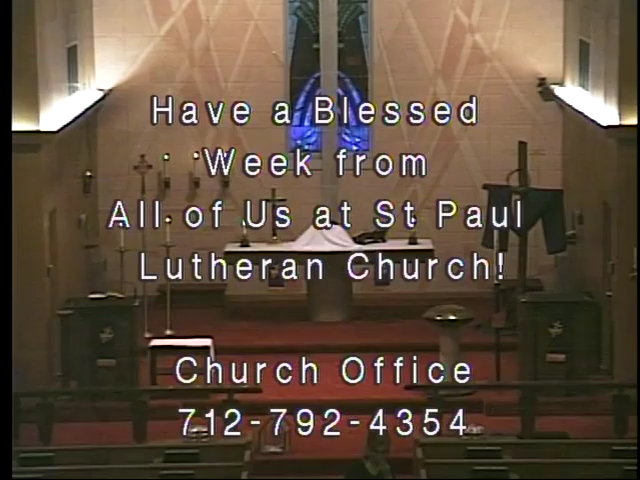 Have a Blessed
Week from
All of Us at St Paul
Lutheran Church!
Church Office
712-792-4354